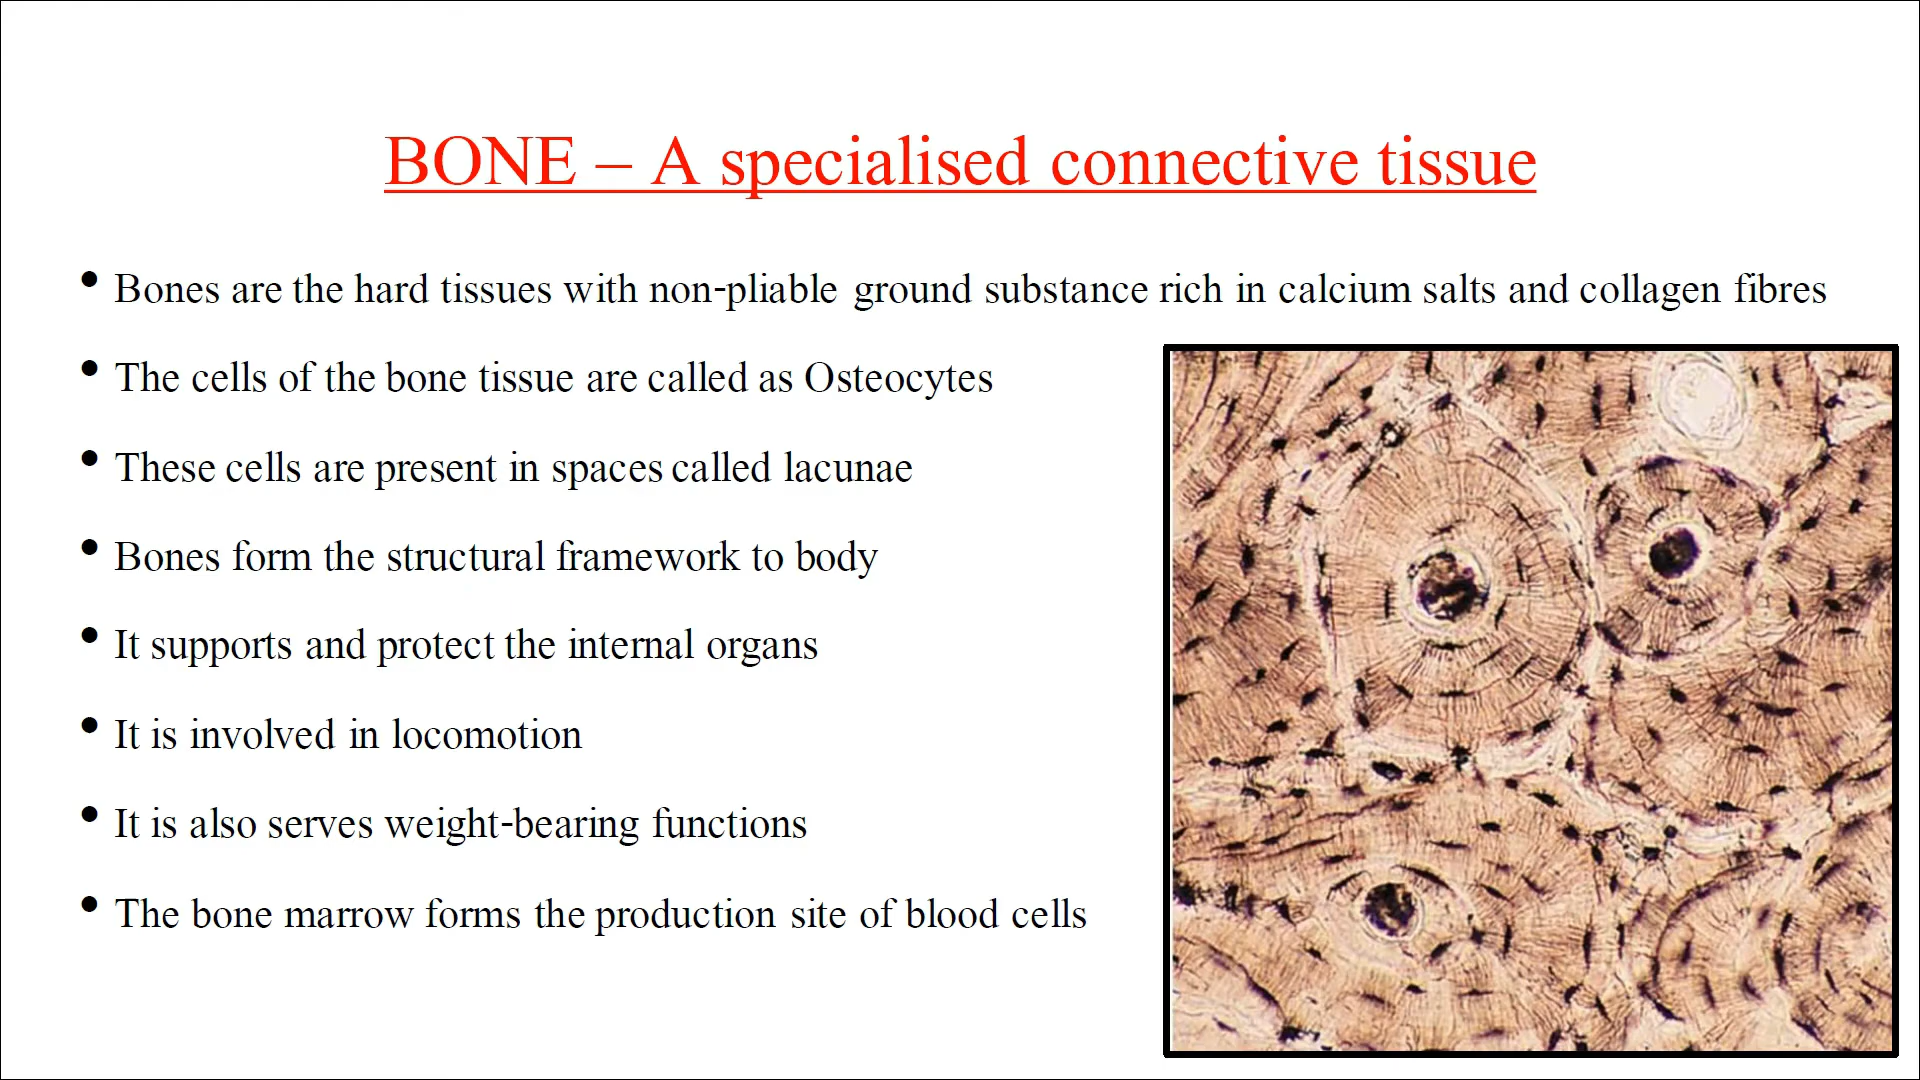 BONE – A specialised connective tissue
• Bones are the hard tissues with non-pliable ground substance rich in calcium salts and collagen fibres
• The cells of the bone tissue are called as Osteocytes
• These cells are present in spaces called lacunae
• Bones form the structural framework to body
• It supports and protect the internal organs
• It is involved in locomotion
• It is also serves weight-bearing functions
• The bone marrow forms the production site of blood cells